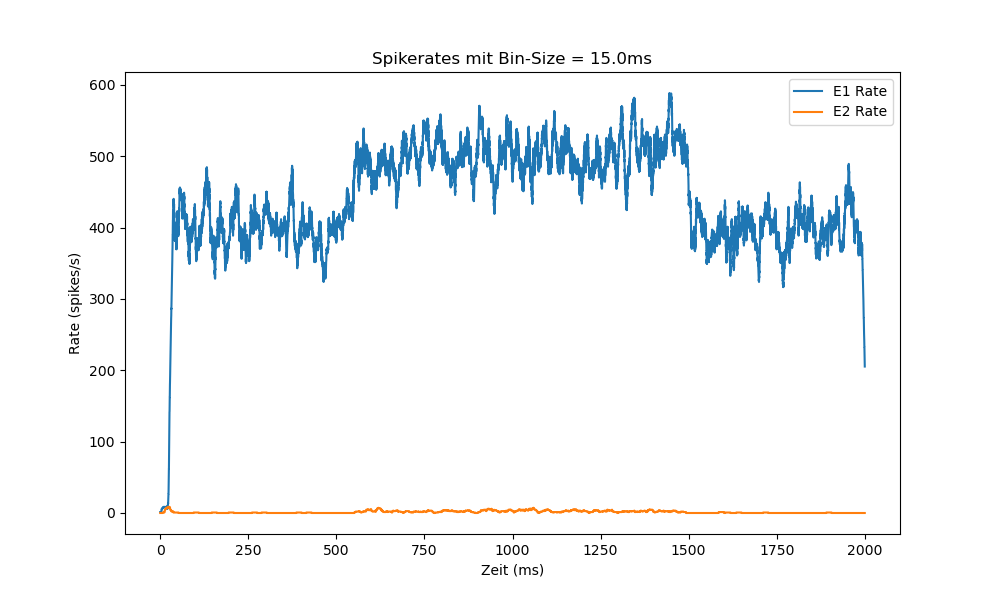 Spikerates mit Bin-Size = 15.0ms
E1 Rate
E2 Rate
600
500
400
300
200
100
0
Rate (spikes/s)
0 250 500 750 1000 1250 1500 1750 2000
Zeit (ms)